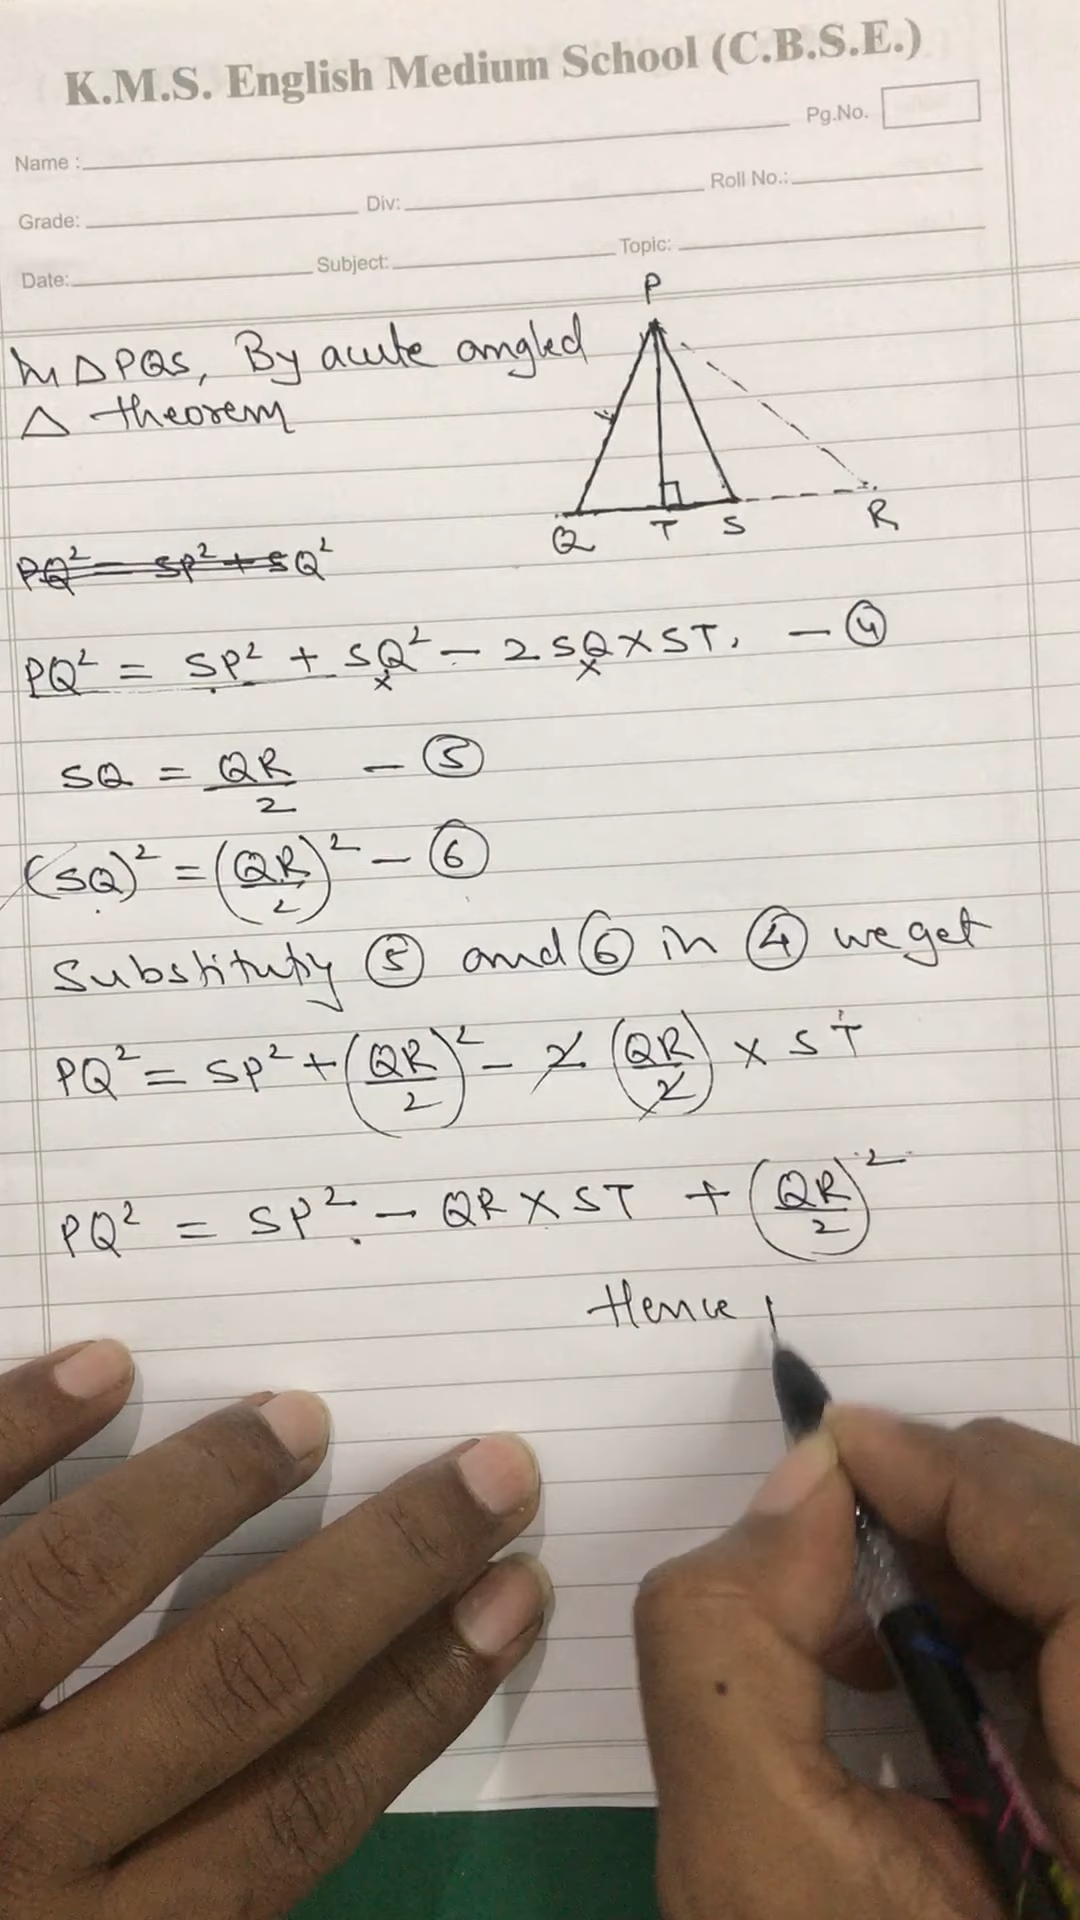 K.M.S. English Medium School (C.B.S.E.)
Pg.No.
Name :
Grade: Div: Roll No.:
Date: Subject: Topic:
P
Q T S R
In △PQS, By acute angled
△ theorem
PQ² = SP² + SQ²
PQ² = SP² + SQ² - 2SQ×ST. - ④
SQ = QR/2 - ⑤
(SQ)² = (QR/2)² - ⑥
Substituting ⑤ and ⑥ in ④ we get
PQ² = SP² + (QR/2)² - 2 (QR/2) × ST
PQ² = SP² - QR × ST + (QR/2)²
Hence